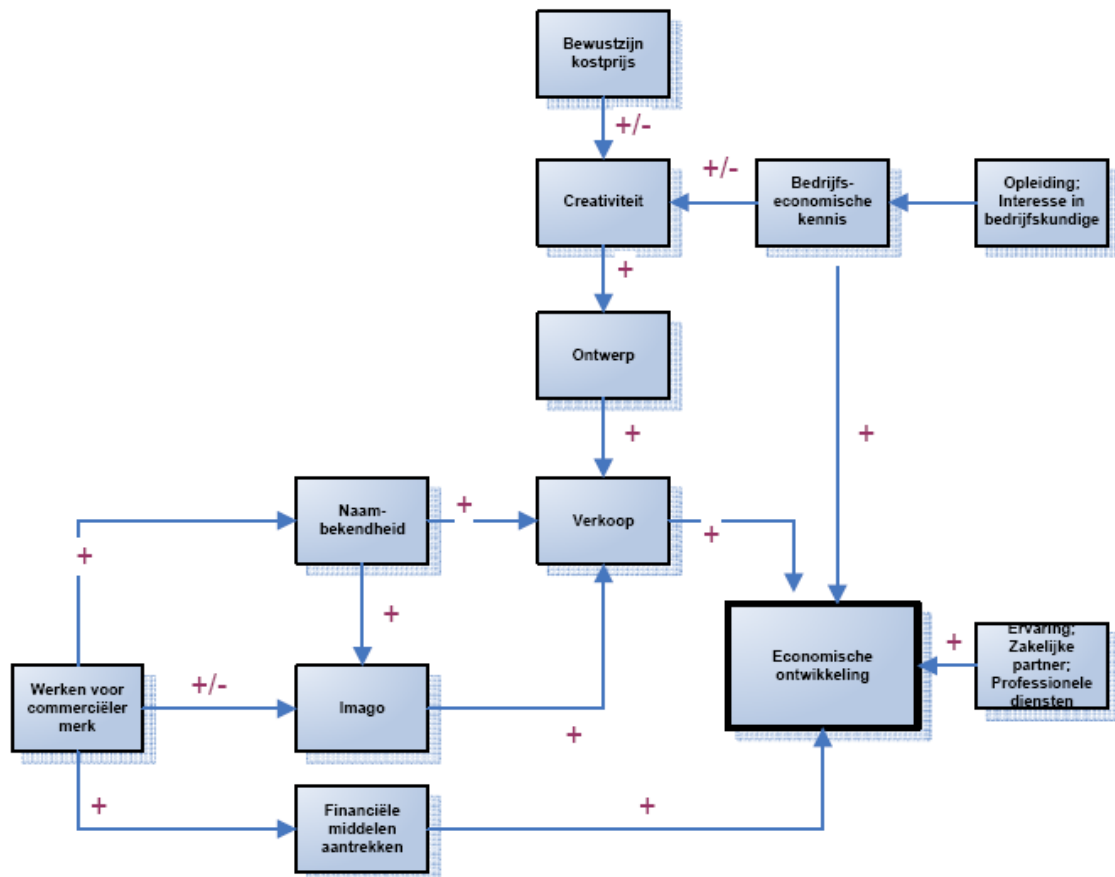 Bewustzijn
kostprijs
+/-
Creativiteit
+/-
Bedrijfs-
economische
kennis
Opleiding;
Interesse in
bedrijfskundige
+
Ontwerp
+
+
Naam-
bekendheid
+
Verkoop
+
+
+
Werken voor
commerciëler
merk
+/-
Imago
+
Economische
ontwikkeling
+
Ervaring;
Zakelijke
partner;
Professionele
diensten
+
Financiële
middelen
aantrekken
+